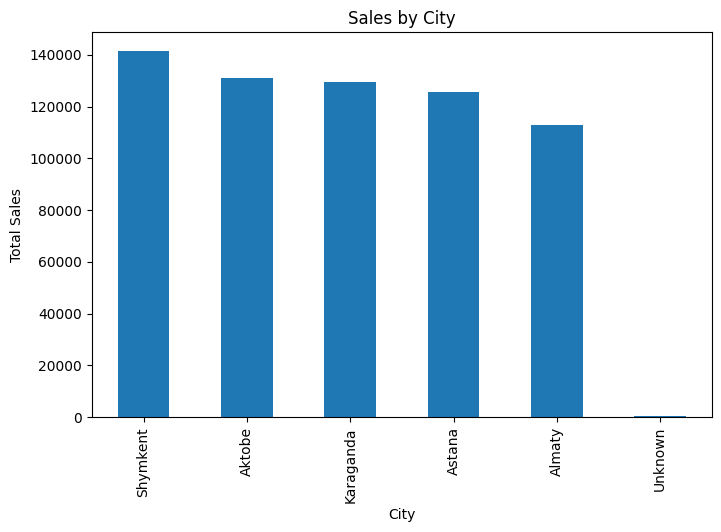 Sales by City
Total Sales
140000
120000
100000
80000
60000
40000
20000
0
Shymkent
Aktobe
Karaganda
Astana
Almaty
Unknown
City